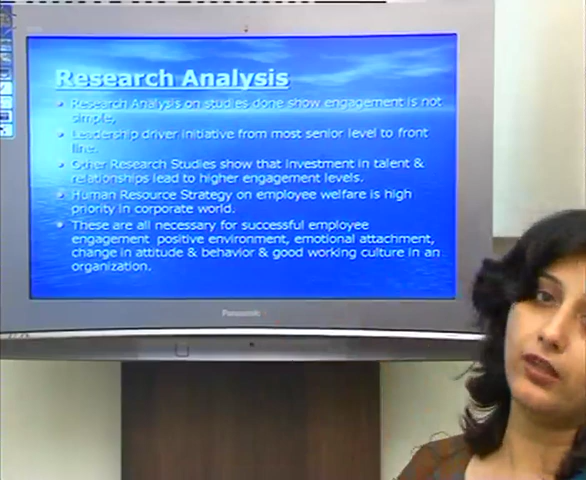 Research Analysis
Research Analysis on studies done show engagement is not
simple,
Leadership driver initiative from most senior level to front
line.
Other Research Studies show that investment in talent &
relationships lead to higher engagement levels.
Human Resource Strategy on employee welfare is high
priority in corporate world.
These are all necessary for successful employee
engagement positive environment, emotional attachment,
change in attitude & behavior & good working culture in an
organization.
Panasonic